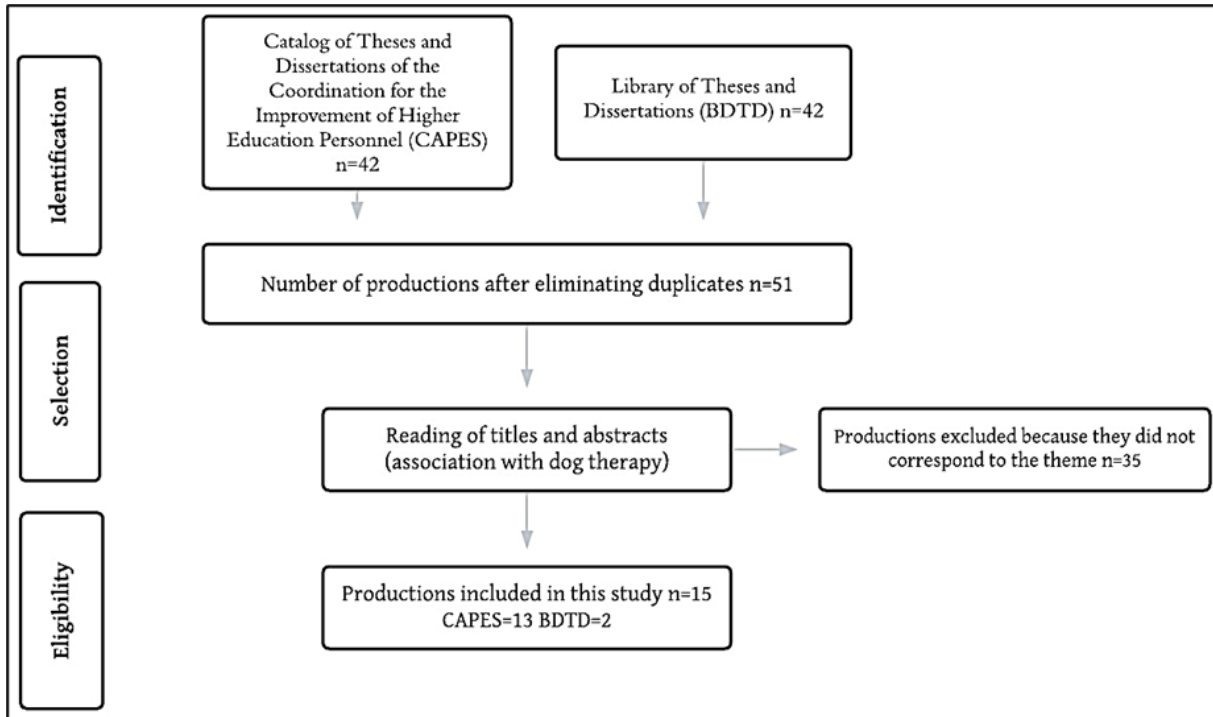 Identification
Catalog of Theses and
Dissertations of the
Coordination for the
Improvement of Higher
Education Personnel (CAPES)
n=42
Library of Theses and
Dissertations (BDTD) n=42
Number of productions after eliminating duplicates n=51
Selection
Reading of titles and abstracts
(association with dog therapy)
Productions excluded because they did not
correspond to the theme n=35
Eligibility
Productions included in this study n=15
CAPES=13 BDTD=2